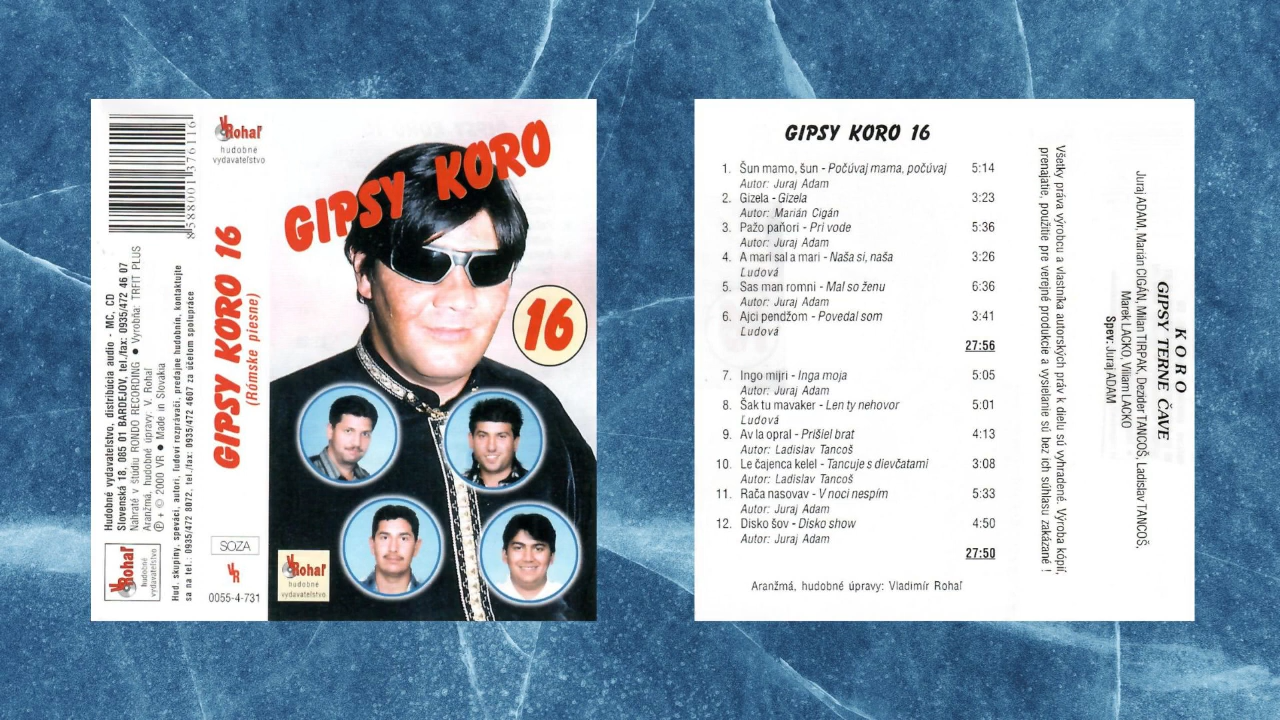 8588001376116
VRohaľ
hudobné
vydavateľstvo
GIPSY KORO 16
(Rómske piesne)
Hudobné vydavateľstvo, distribúcia audio - MC, CD
Slovenská 18, 085 01 BARDEJOV, tel./fax: 0935/472 46 07
Nahraté v štúdiu RONDO RECORDING ● Výrobňa: TRFIT PLUS
Aranžmá, hudobné úpravy: V. Rohaľ
℗ + © 2000 VR ● Made in Slovakia
Hud. skupiny, speváci, autori, ľudoví rozprávači, predajne hudobnín, kontaktujte
sa na tel.: 0935/472 8072, tel./fax: 0935/472 4607 za účelom spolupráce
VRohaľ
hudobné
vydavateľstvo
SOZA
VR
0055-4-731
GIPSY KORO
16
VRohaľ
hudobné
vydavateľstvo
GIPSY KORO 16
1. Šun mamo, šun - Počúvaj mama, počúvaj 5:14
Autor: Juraj Adam
2. Gizela - Gizela 3:23
Autor: Marián Cigán
3. Pažo paňori - Pri vode 5:36
Autor: Juraj Adam
4. A mari sal a mari - Naša si, naša 3:26
Ľudová
5. Sas man romni - Mal so ženu 6:36
Autor: Juraj Adam
6. Ajci pendžom - Povedal som 3:41
Ľudová
27:56
7. Ingo mijri - Inga moja 5:05
Autor: Juraj Adam
8. Šak tu mavaker - Len ty nehovor 5:01
Ľudová
9. Av la opral - Prišiel brat 4:13
Autor: Ladislav Tancoš
10. Le čajenca kelel - Tancuje s dievčatami 3:08
Autor: Ladislav Tancoš
11. Rača nasovav - V noci nespím 5:33
Autor: Juraj Adam
12. Disko šov - Disko show 4:50
Autor: Juraj Adam
27:50
Aranžmá, hudobné úpravy: Vladimír Rohaľ
KORO
GIPSY TERNE ČAVE
Juraj ADAM, Marián CIGÁN, Milan TIRPAK, Dezider TANCOŠ, Ladislav TANCOŠ,
Marek LACKO, Viliam LACKO
Spev: Juraj ADAM
Všetky práva výrobcu a vlastníka autorských práv k dielu sú vyhradené. Výroba kópií,
prenajatie, použitie pre verejné produkcie a vysielanie sú bez ich súhlasu zakázané !